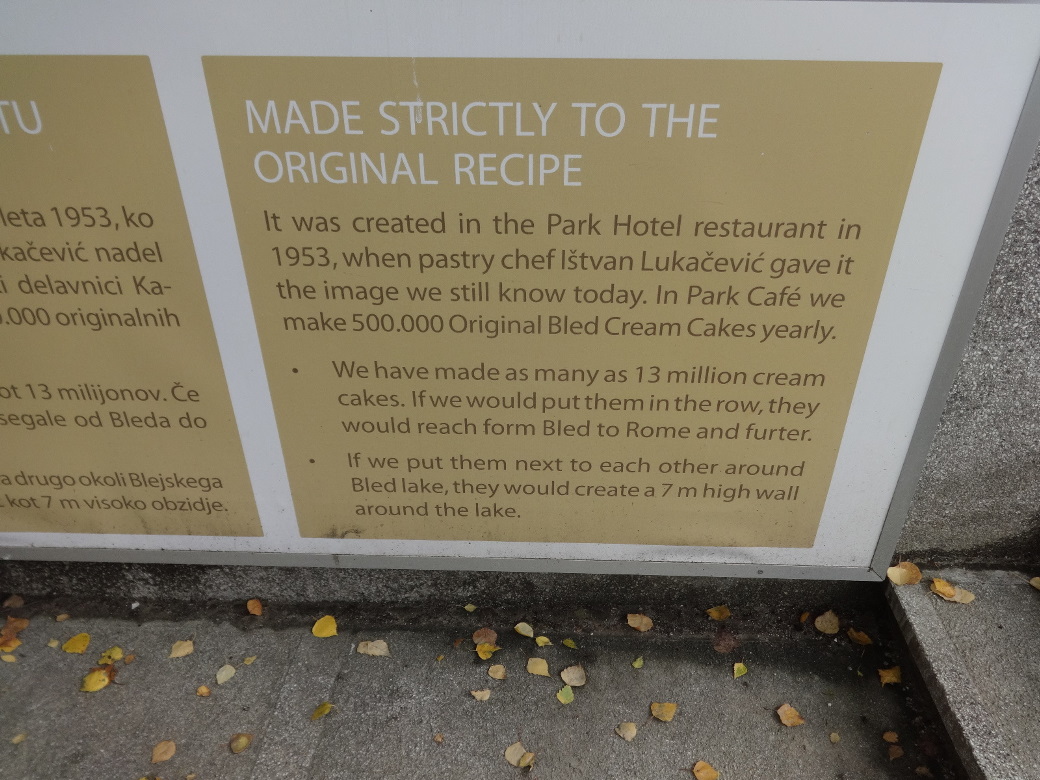 TU
leta 1953, ko
kačević nadel
i delavnici Ka-
0.000 originalnih
ot 13 milijonov. Če
segale od Bleda do
a drugo okoli Blejskega
kot 7 m visoko obzidje.
MADE STRICTLY TO THE
ORIGINAL RECIPE
It was created in the Park Hotel restaurant in
1953, when pastry chef Ištvan Lukačević gave it
the image we still know today. In Park Café we
make 500.000 Original Bled Cream Cakes yearly.
• We have made as many as 13 million cream
cakes. If we would put them in the row, they
would reach form Bled to Rome and furter.
• If we put them next to each other around
Bled lake, they would create a 7 m high wall
around the lake.